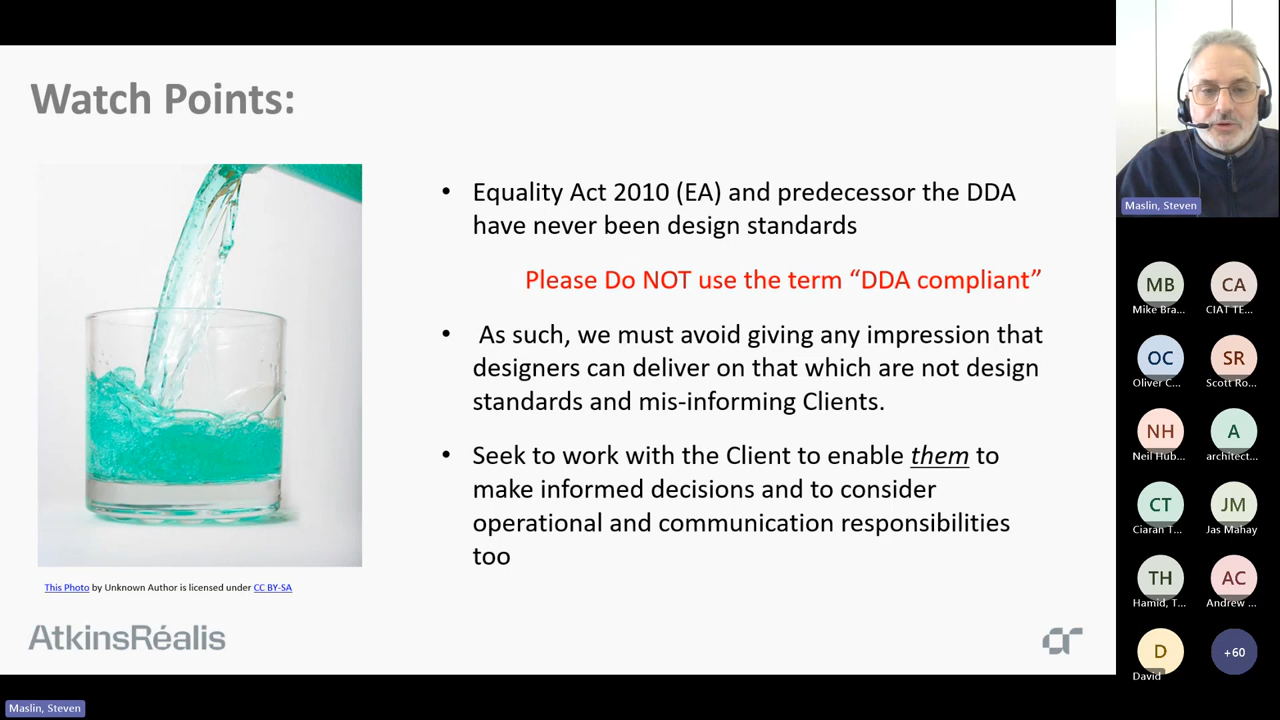 Watch Points:
• Equality Act 2010 (EA) and predecessor the DDA
have never been design standards
Please Do NOT use the term “DDA compliant”
• As such, we must avoid giving any impression that
designers can deliver on that which are not design
standards and mis-informing Clients.
• Seek to work with the Client to enable them to
make informed decisions and to consider
operational and communication responsibilities
too
This Photo by Unknown Author is licensed under CC BY-SA
AtkinsRéalis
Maslin, Steven
MB
Mike Bra...
CA
CIAT TE...
OC
Oliver C...
SR
Scott Ro...
NH
Neil Hub...
A
architect...
CT
Ciaran T...
JM
Jas Mahay
TH
Hamid, T...
AC
Andrew ...
D
David
+60
Maslin, Steven